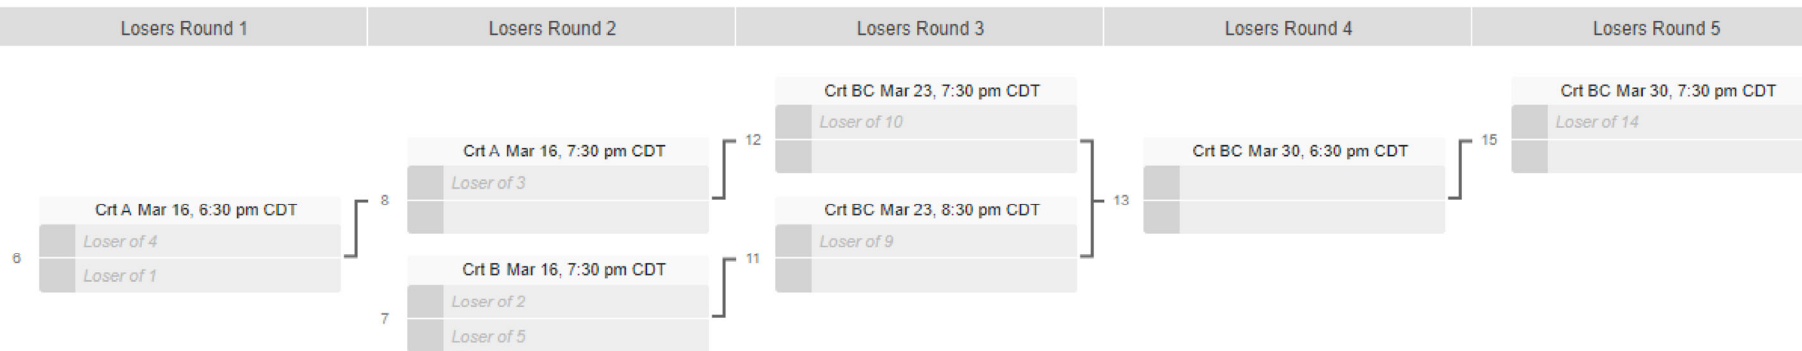 Losers Round 1
Losers Round 2
Losers Round 3
Losers Round 4
Losers Round 5
Crt A Mar 16, 6:30 pm CDT
6
Loser of 4
Loser of 1
Crt A Mar 16, 7:30 pm CDT
8
Loser of 3
Crt B Mar 16, 7:30 pm CDT
7
Loser of 2
Loser of 5
Crt BC Mar 23, 7:30 pm CDT
12
Loser of 10
Crt BC Mar 23, 8:30 pm CDT
11
Loser of 9
Crt BC Mar 30, 6:30 pm CDT
13
Crt BC Mar 30, 7:30 pm CDT
15
Loser of 14